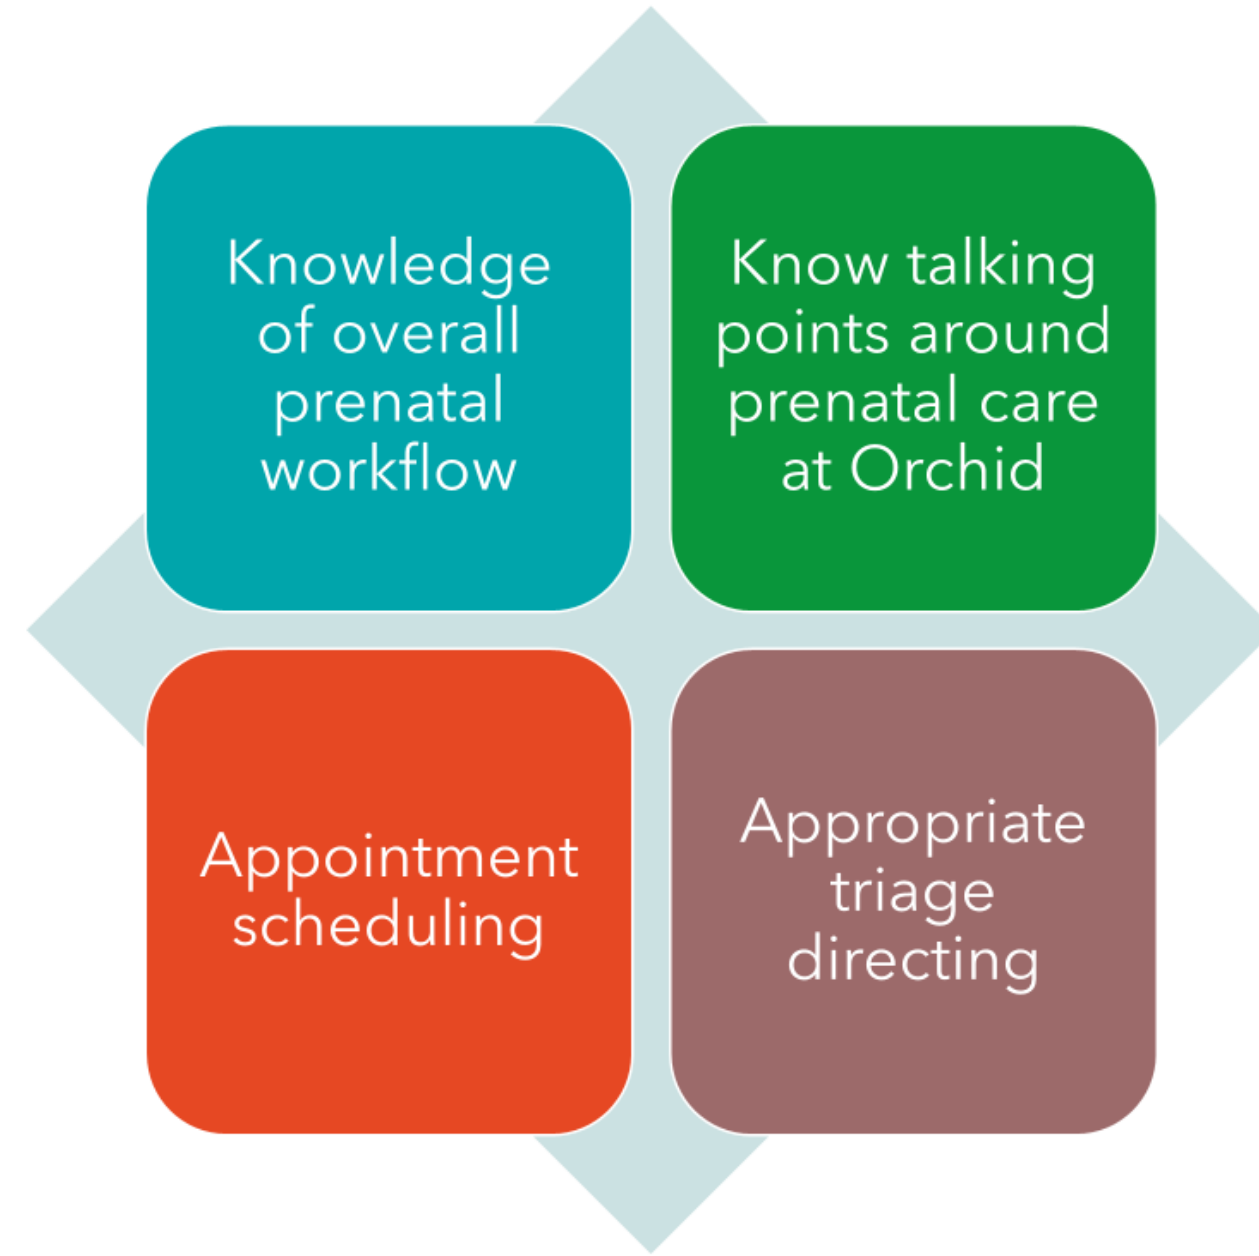 Knowledge
of overall
prenatal
workflow
Know talking
points around
prenatal care
at Orchid
Appointment
scheduling
Appropriate
triage
directing